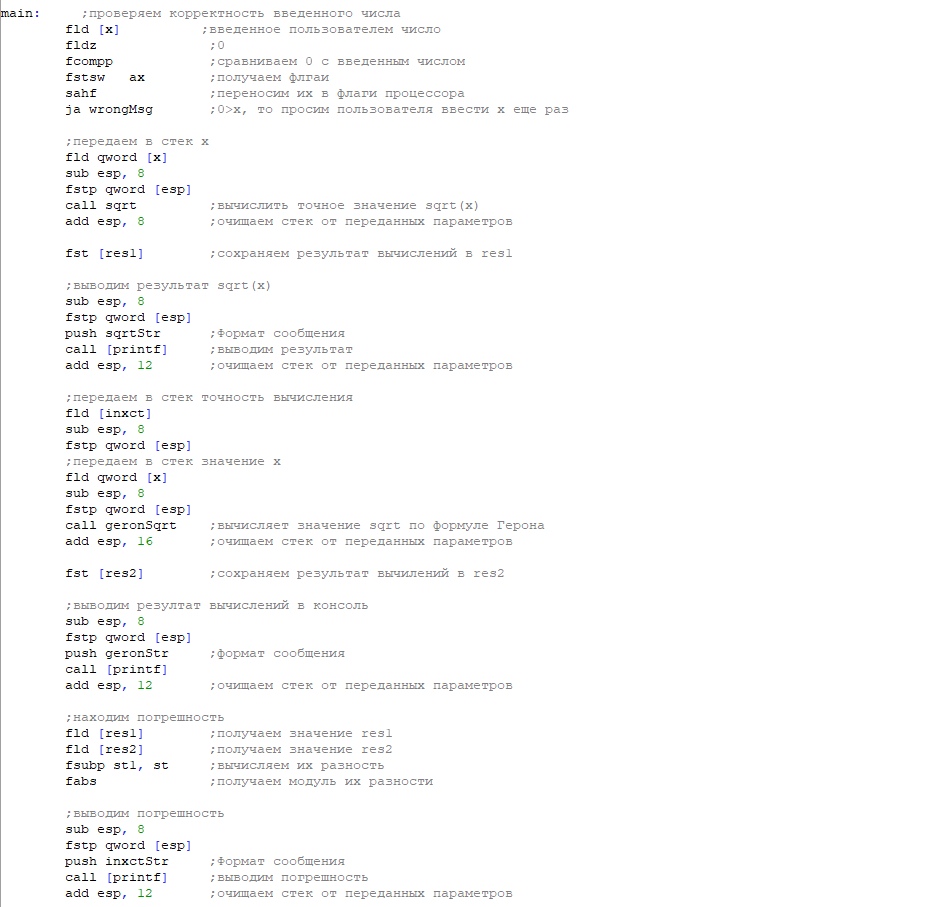 main: ;проверяем корректность введенного числа
fld [x] ;введенное пользователем число
fldz ;0
fcompp ;сравниваем 0 с введенным числом
fstsw ax ;получаем флгаи
sahf ;переносим их в флаги процессора
ja wrongMsg ;0>x, то просим пользователя ввести x еще раз
;передаем в стек x
fld qword [x]
sub esp, 8
fstp qword [esp]
call sqrt ;вычислить точное значение sqrt(x)
add esp, 8 ;очищаем стек от переданных параметров
fst [res1] ;сохраняем результат вычислений в res1
;выводим результат sqrt(x)
sub esp, 8
fstp qword [esp]
push sqrtStr ;формат сообщения
call [printf] ;выводим результат
add esp, 12 ;очищаем стек от переданных параметров
;передаем в стек точность вычисления
fld [inxct]
sub esp, 8
fstp qword [esp]
;передаем в стек значение x
fld qword [x]
sub esp, 8
fstp qword [esp]
call geronSqrt ;вычисляет значение sqrt по формуле Герона
add esp, 16 ;очищаем стек от переданных параметров
fst [res2] ;сохраняем результат вычилений в res2
;выводим резултат вычислений в консоль
sub esp, 8
fstp qword [esp]
push geronStr ;формат сообщения
call [printf]
add esp, 12 ;очищаем стек от переданных параметров
;находим погрешность
fld [res1] ;получаем значение res1
fld [res2] ;получаем значение res2
fsubp st1, st ;вычисляем их разность
fabs ;получаем модуль их разности
;выводим погрешность
sub esp, 8
fstp qword [esp]
push inxctStr ;формат сообщения
call [printf] ;выводим погрешность
add esp, 12 ;очищаем стек от переданных параметров